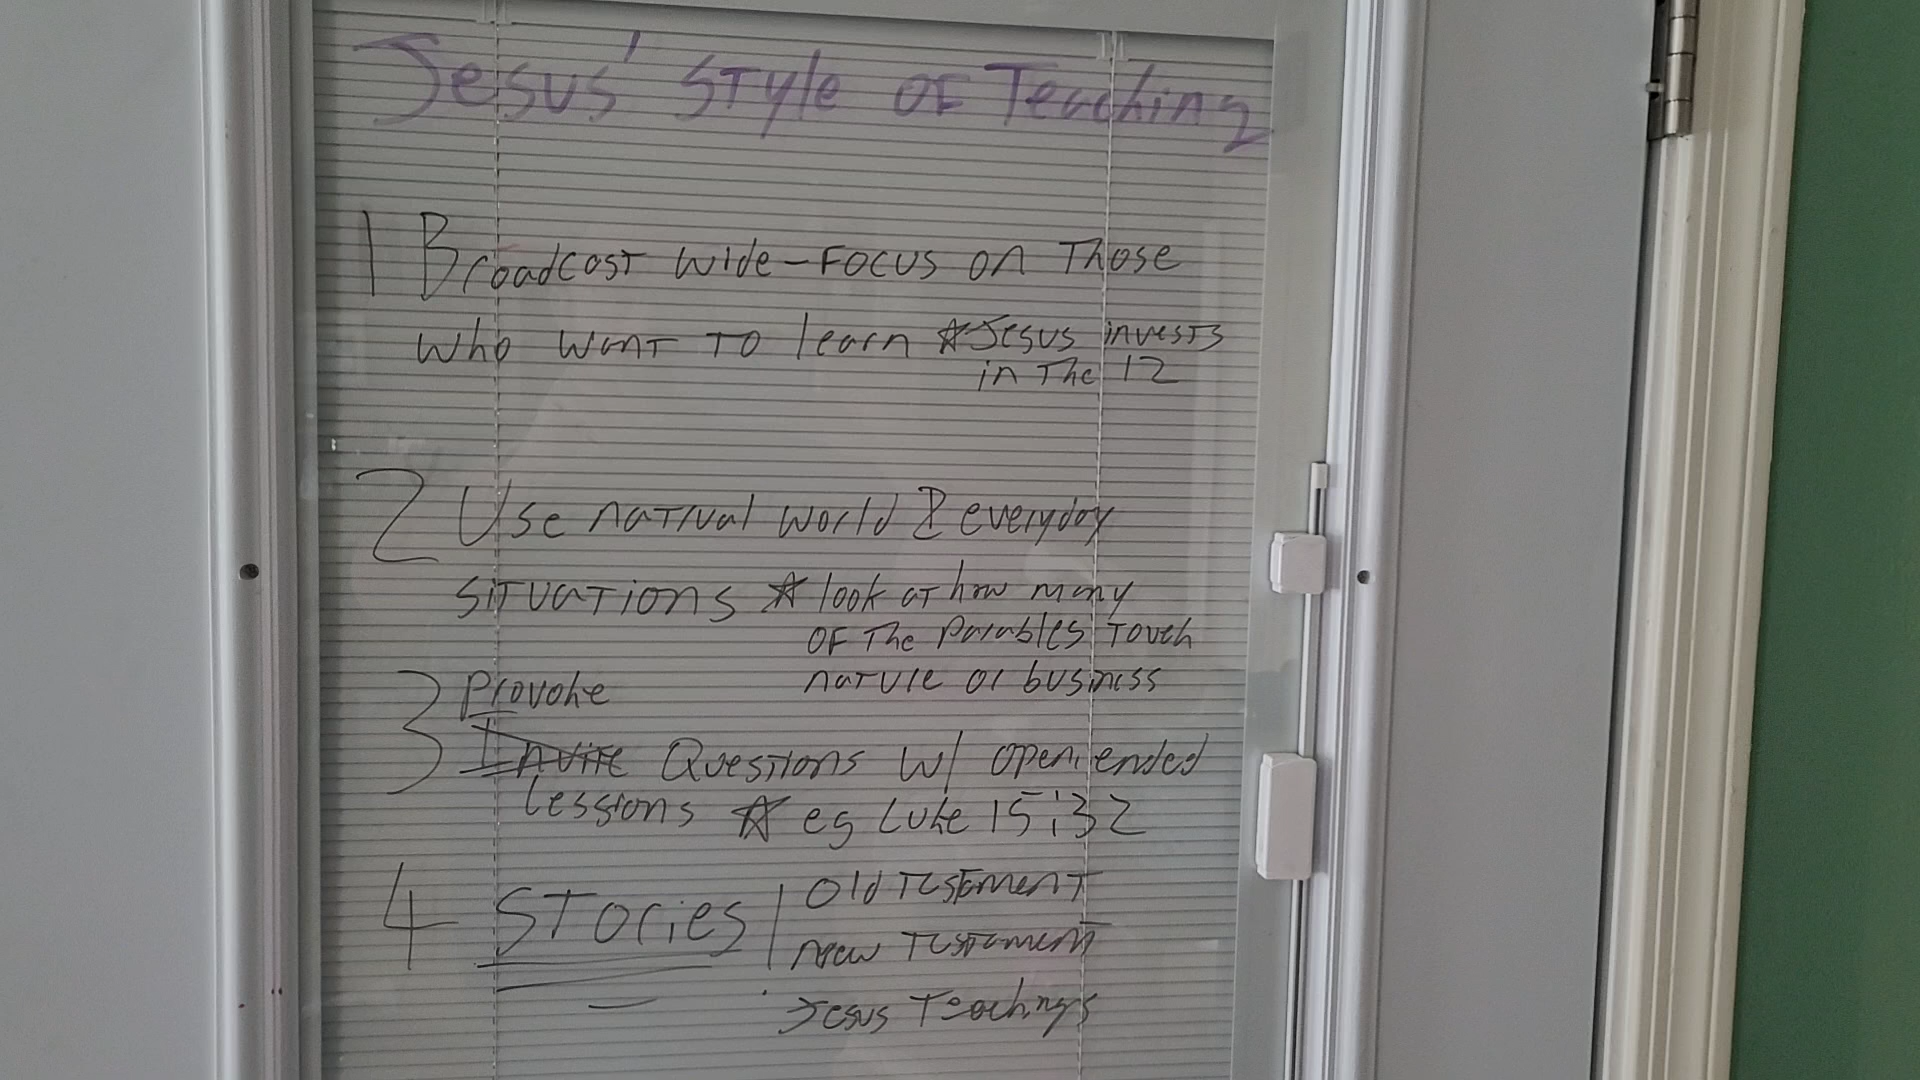 Jesus' Style of Teaching
1 Broadcast wide - Focus on Those
who want to learn ☆ Jesus invests
in The 12
2 Use natural world & everyday
situations ☆ look at how many
of The Parables Touch
nature or business
3 Provoke
Invite Questions w/ open ended
lessions ☆ eg Luke 15:32
4 Stories | Old Testament
New Testament
Jesus Teachings